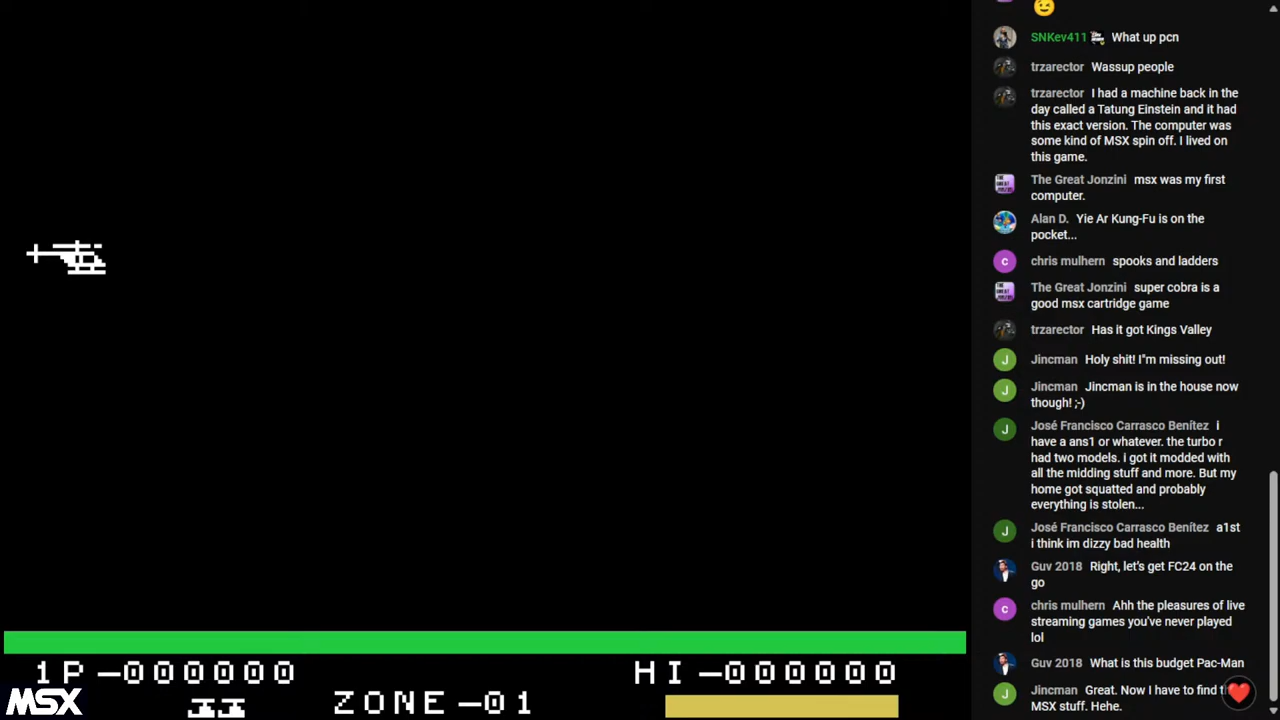 1P-000000
HI-000000
ZONE-01
MSX
SNKev411 What up pcn
trzarector Wassup people
trzarector I had a machine back in the
day called a Tatung Einstein and it had
this exact version. The computer was
some kind of MSX spin off. I lived on
this game.
The Great Jonzini msx was my first
computer.
Alan D. Yie Ar Kung-Fu is on the
pocket...
chris mulhern spooks and ladders
The Great Jonzini super cobra is a
good msx cartridge game
trzarector Has it got Kings Valley
Jincman Holy shit! I"m missing out!
Jincman Jincman is in the house now
though! ;-)
José Francisco Carrasco Benítez i
have a ans1 or whatever. the turbo r
had two models. i got it modded with
all the midding stuff and more. But my
home got squatted and probably
everything is stolen...
José Francisco Carrasco Benítez a1st
i think im dizzy bad health
Guv 2018 Right, let's get FC24 on the
go
chris mulhern Ahh the pleasures of live
streaming games you've never played
lol
Guv 2018 What is this budget Pac-Man
Jincman Great. Now I have to find
MSX stuff. Hehe.